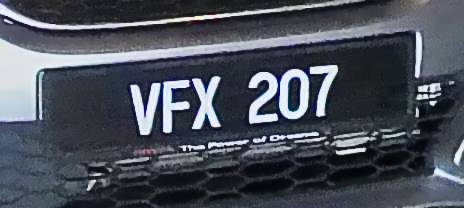 VFX 207
The Power of Dreams